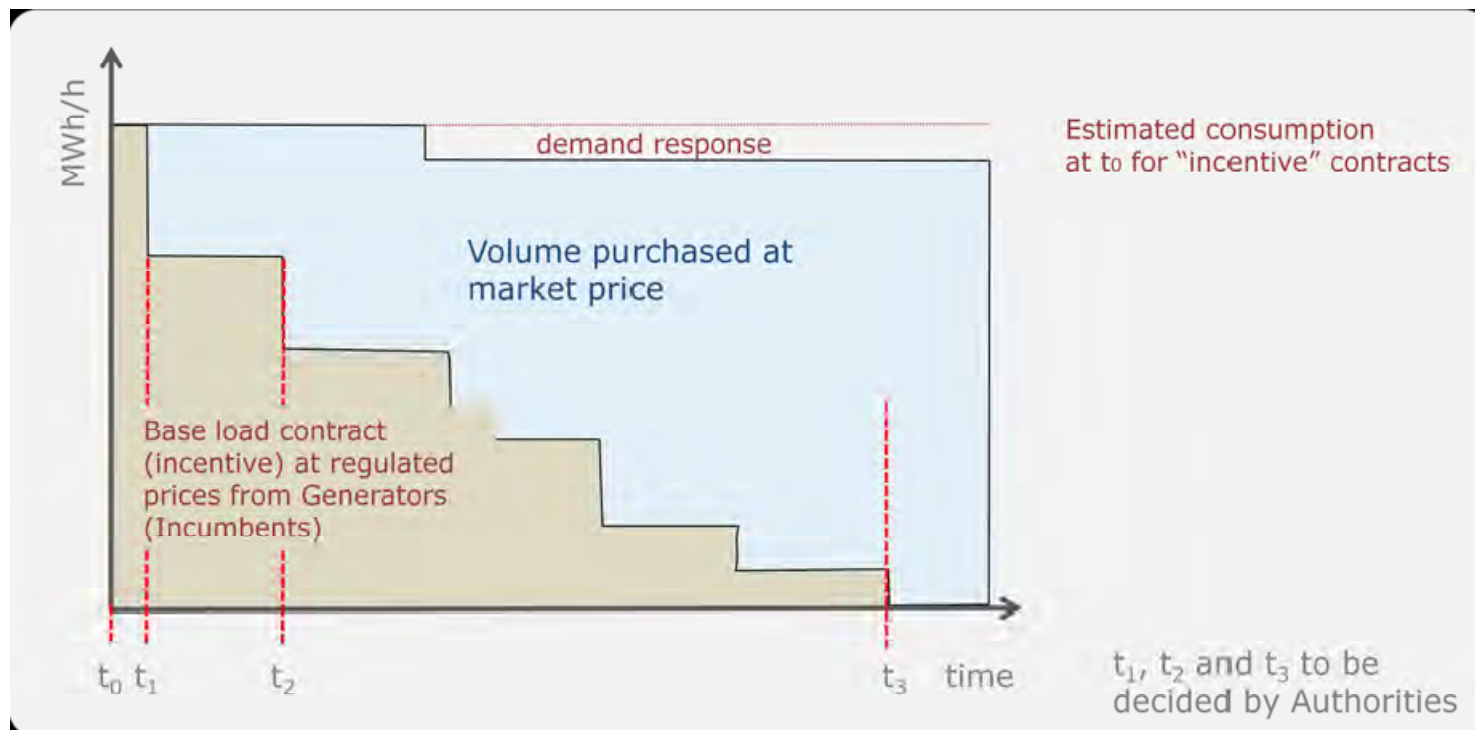 MWh/h
demand response
Estimated consumption
at t₀ for “incentive” contracts
Volume purchased at
market price
Base load contract
(incentive) at regulated
prices from Generators
(Incumbents)
t₀ t₁ t₂ t₃ time
t₁, t₂ and t₃ to be
decided by Authorities